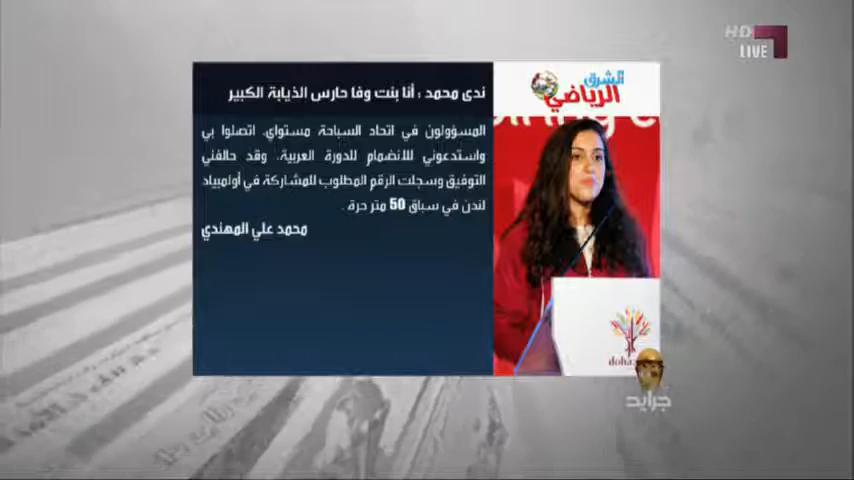 HD
LIVE
الشرق
الرياضي
ندى محمد : أنا بنت وفا حارس الذيابة الكبير
المسؤولون في اتحاد السباحة مستواي، اتصلوا بي
واستدعوني للانضمام للدورة العربية، وقد حالفني
التوفيق وسجلت الرقم المطلوب للمشاركة في أولمبياد
لندن في سباق 50 متر حرة .
محمد علي المهندي
doha
جرايد